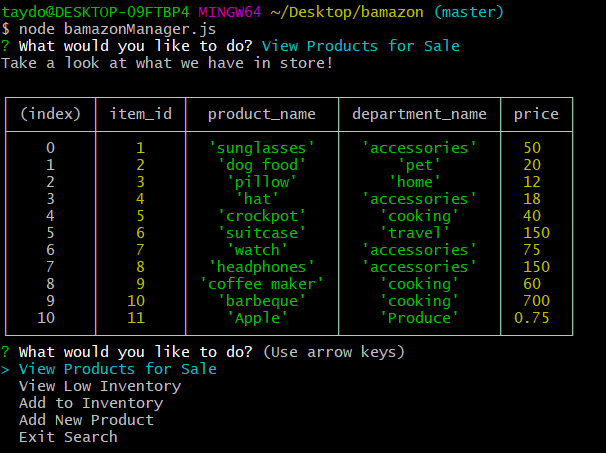 taydo@DESKTOP-O9FTBP4 MINGW64 ~/Desktop/bamazon (master)
$ node bamazonManager.js
? What would you like to do? View Products for Sale
Take a look at what we have in store!
(index) item_id product_name department_name price
0 1 'sunglasses' 'accessories' 50
1 2 'dog food' 'pet' 20
2 3 'pillow' 'home' 12
3 4 'hat' 'accessories' 18
4 5 'crockpot' 'cooking' 40
5 6 'suitcase' 'travel' 150
6 7 'watch' 'accessories' 75
7 8 'headphones' 'accessories' 150
8 9 'coffee maker' 'cooking' 60
9 10 'barbeque' 'cooking' 700
10 11 'Apple' 'Produce' 0.75
? What would you like to do? (Use arrow keys)
> View Products for Sale
View Low Inventory
Add to Inventory
Add New Product
Exit Search